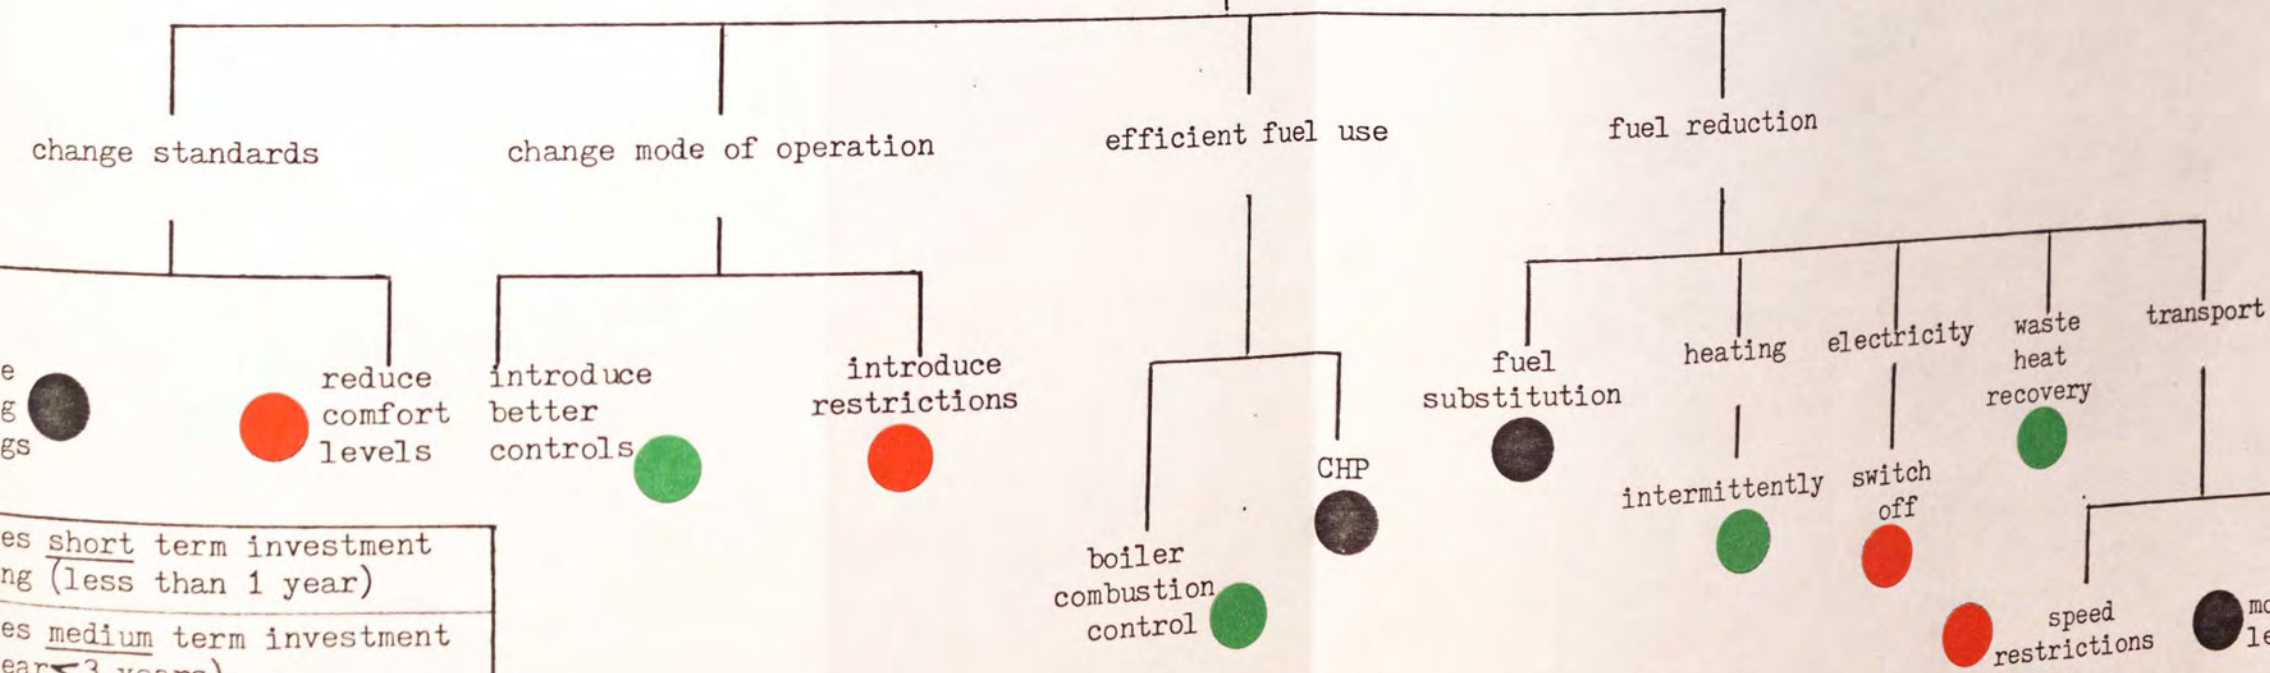 change standards
change mode of operation
efficient fuel use
fuel reduction
reduce
comfort
levels
introduce
better
controls
introduce
restrictions
boiler
combustion
control
CHP
fuel
substitution
heating
intermittently
electricity
switch
off
waste
heat
recovery
transport
speed
restrictions
short term investment
(less than 1 year)
medium term investment
3 years)